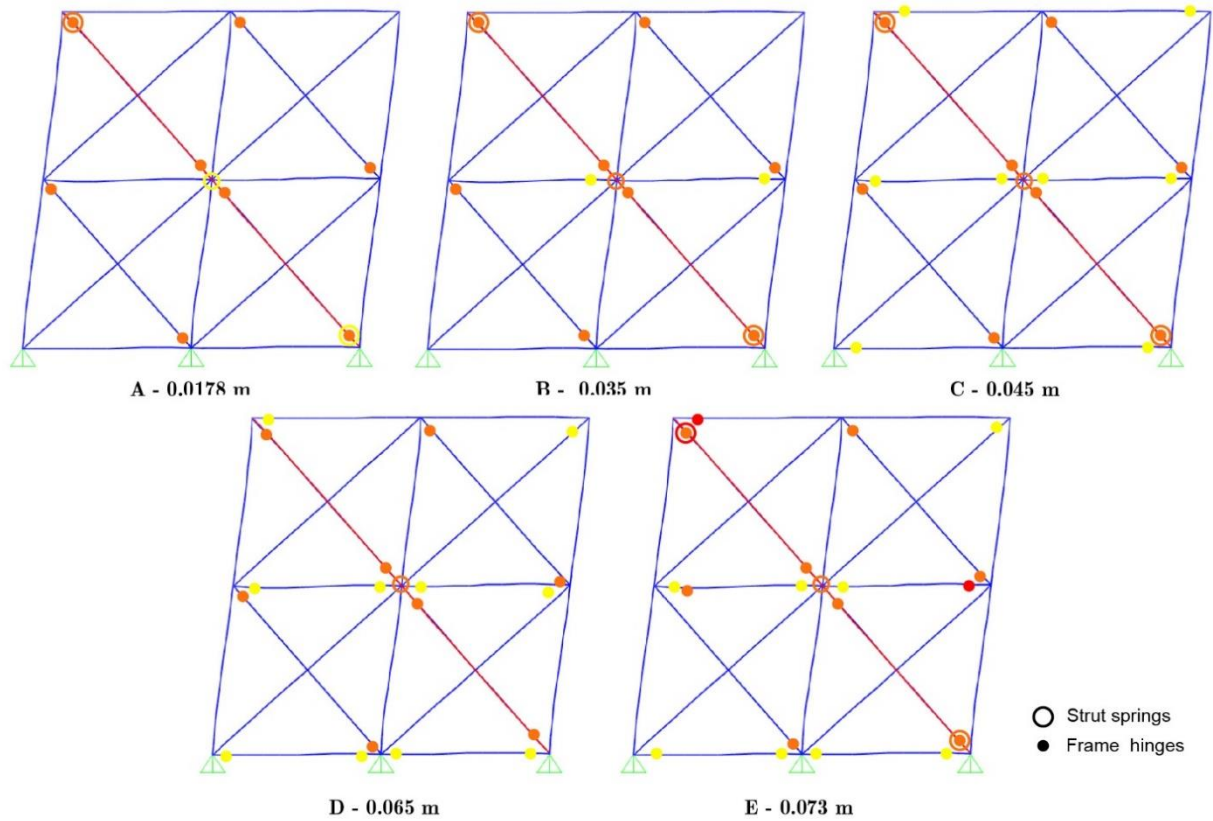 A - 0.0178 m
B - 0.035 m
C - 0.045 m
Strut springs
Frame hinges
D - 0.065 m
E - 0.073 m